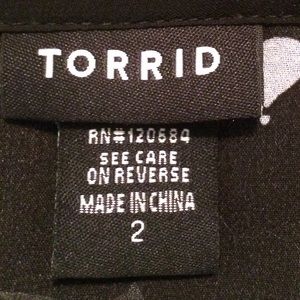 TORRID
RN#120684
SEE CARE
ON REVERSE
MADE IN CHINA
2